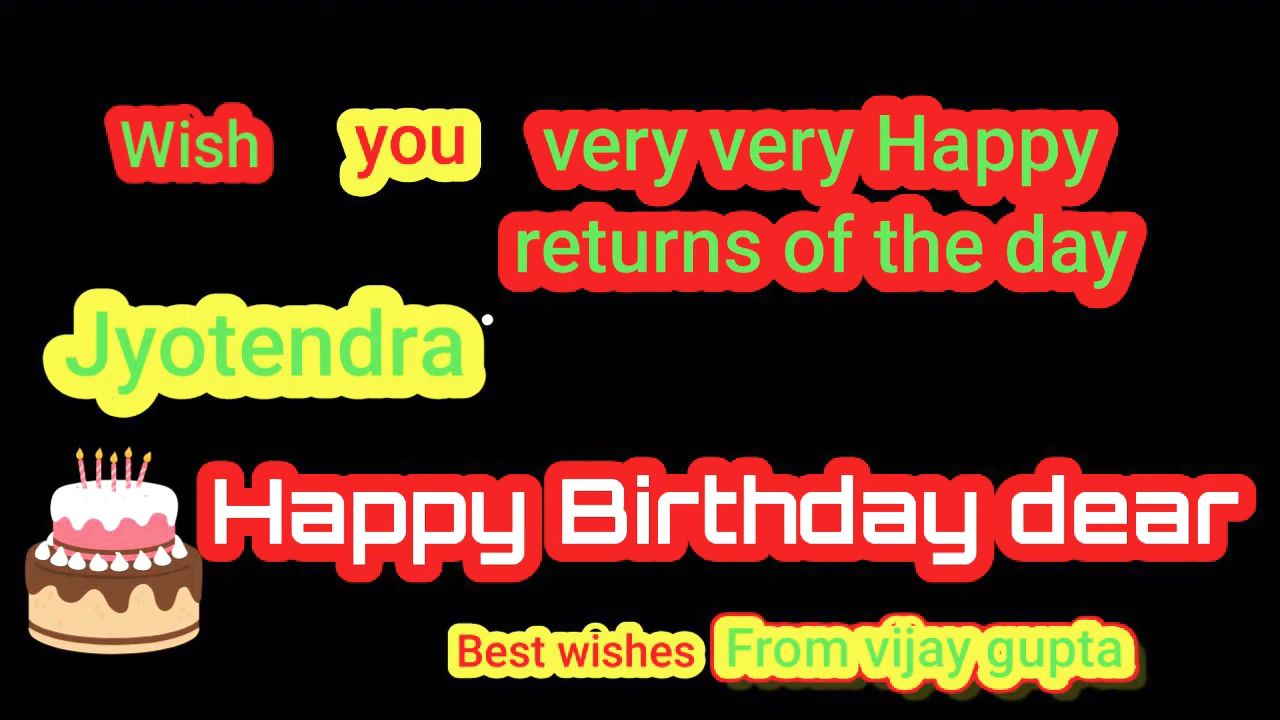 Wish you very very Happy
returns of the day
Jyotendra
Happy Birthday dear
Best wishes From vijay gupta